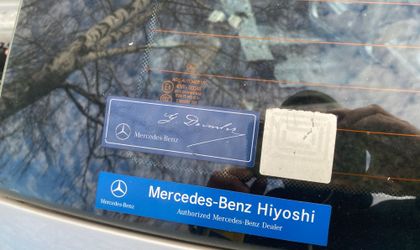 G Daimler
Mercedes-Benz
Mercedes-Benz Hiyoshi
Mercedes-Benz
Authorized Mercedes-Benz Dealer